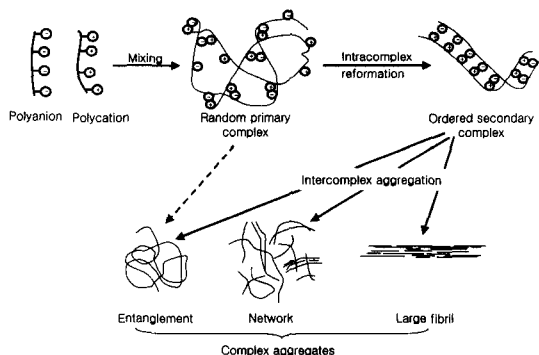 Mixing
Intracomplex
reformation
Polyanion Polycation
Random primary
complex
Ordered secondary
complex
Intercomplex aggregation
Entanglement Network Large fibril
Complex aggregates